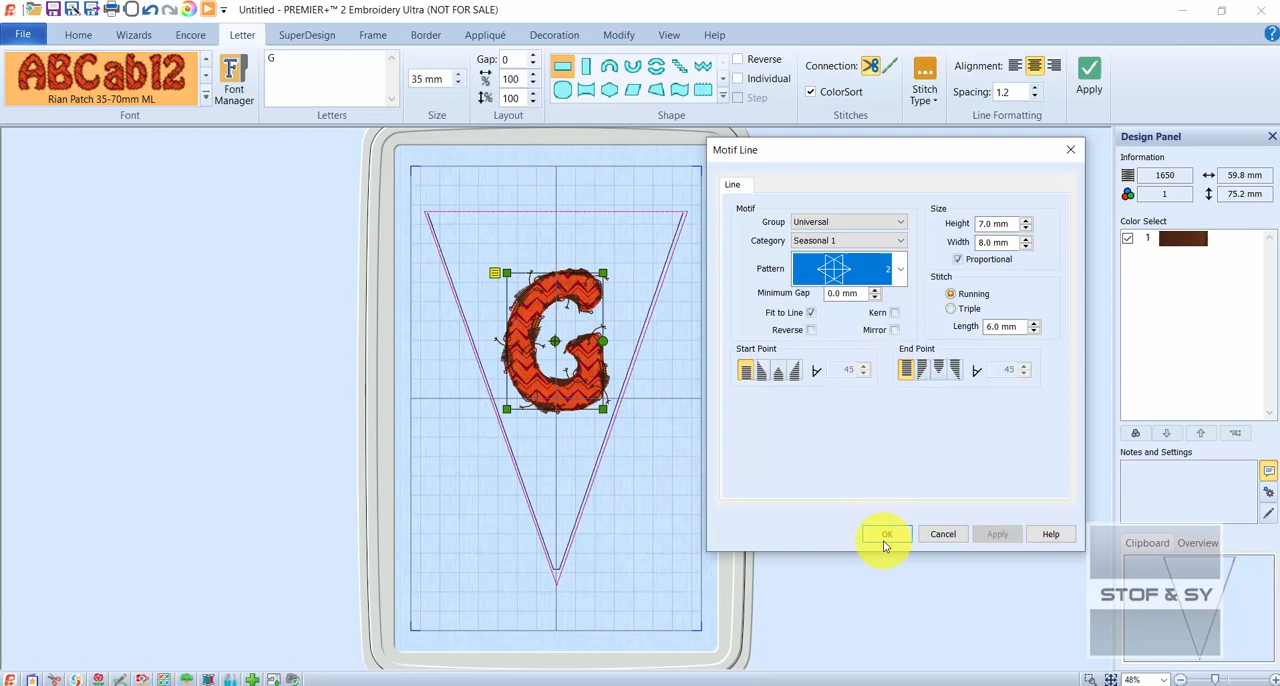 Untitled - PREMIER+™ 2 Embroidery Ultra (NOT FOR SALE)
File Home Wizards Encore Letter SuperDesign Frame Border Appliqué Decoration Modify View Help
ABCab12
Rian Patch 35-70mm ML
Font
Font Manager
G
Letters
35 mm
Size
Gap: 0
100
100
Layout
Reverse
Individual
Step
Shape
Connection:
ColorSort
Stitches
Stitch Type
Alignment:
Spacing: 1.2
Line Formatting
Apply
Motif Line
Line
Motif
Group Universal
Category Seasonal 1
Pattern 2
Minimum Gap 0.0 mm
Fit to Line Kern
Reverse Mirror
Size
Height 7.0 mm
Width 8.0 mm
Proportional
Stitch
Running
Triple
Length 6.0 mm
Start Point
45
End Point
45
OK Cancel Apply Help
G
Design Panel
Information
1650 59.8 mm
1 75.2 mm
Color Select
1
Notes and Settings
Clipboard Overview
STOF & SY
48%